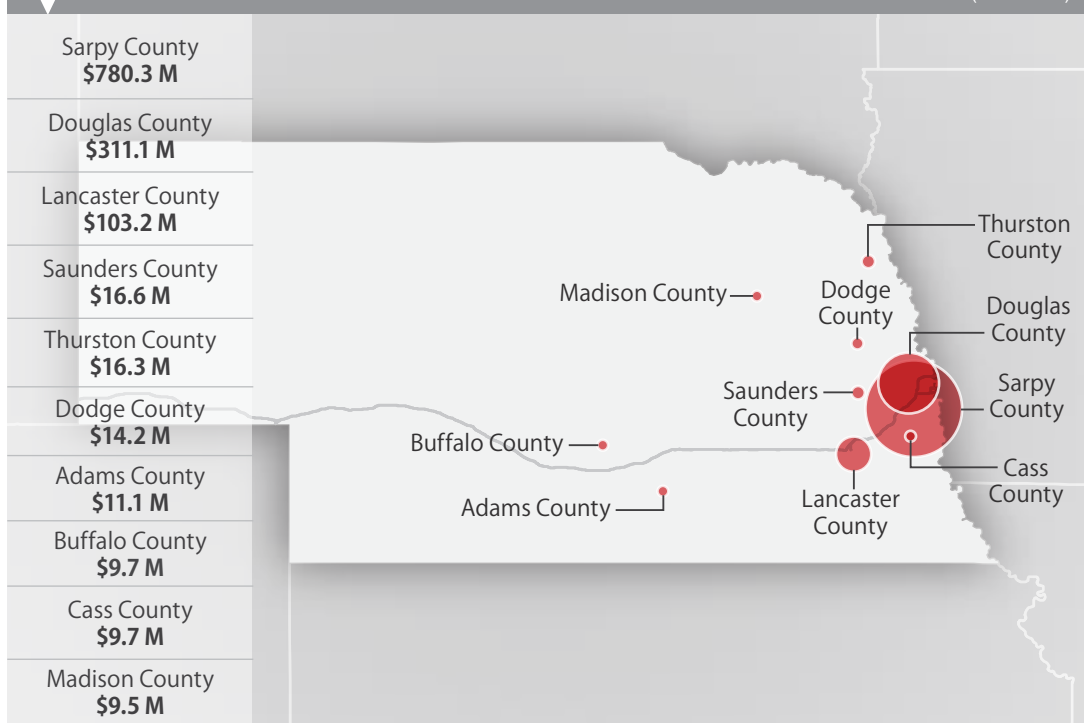 Sarpy County
$780.3 M
Douglas County
$311.1 M
Lancaster County
$103.2 M
Saunders County
$16.6 M
Thurston County
$16.3 M
Dodge County
$14.2 M
Adams County
$11.1 M
Buffalo County
$9.7 M
Cass County
$9.7 M
Madison County
$9.5 M
Thurston
County
Madison County
Dodge
County
Douglas
County
Saunders
County
Sarpy
County
Buffalo County
Cass
County
Adams County
Lancaster
County